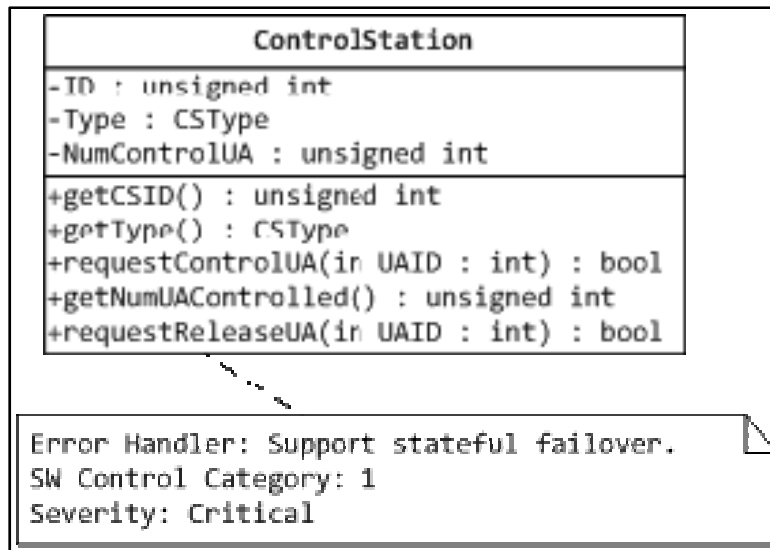 ControlStation
-ID : unsigned int
-Type : CSType
-NumControlUA : unsigned int
+getCSID() : unsigned int
+getType() : CSType
+requestControlUA(in UAID : int) : bool
+getNumUAControlled() : unsigned int
+requestReleaseUA(in UAID : int) : bool
Error Handler: Support stateful failover.
SW Control Category: 1
Severity: Critical